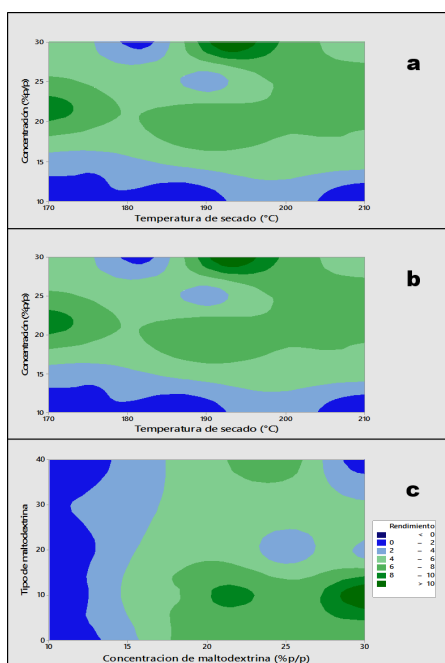 a
Concentración (%p/p)
30
25
20
15
10
170
180
190
200
210
Temperatura de secado (°C)
b
Concentración (%p/p)
30
25
20
15
10
170
180
190
200
210
Temperatura de secado (°C)
c
Tipo de maltodextrina
40
30
20
10
0
10
15
20
25
30
Concentracion de maltodextrina (%p/p)
Rendimiento
< 0
0 – 2
2 – 4
4 – 6
6 – 8
8 – 10
> 10